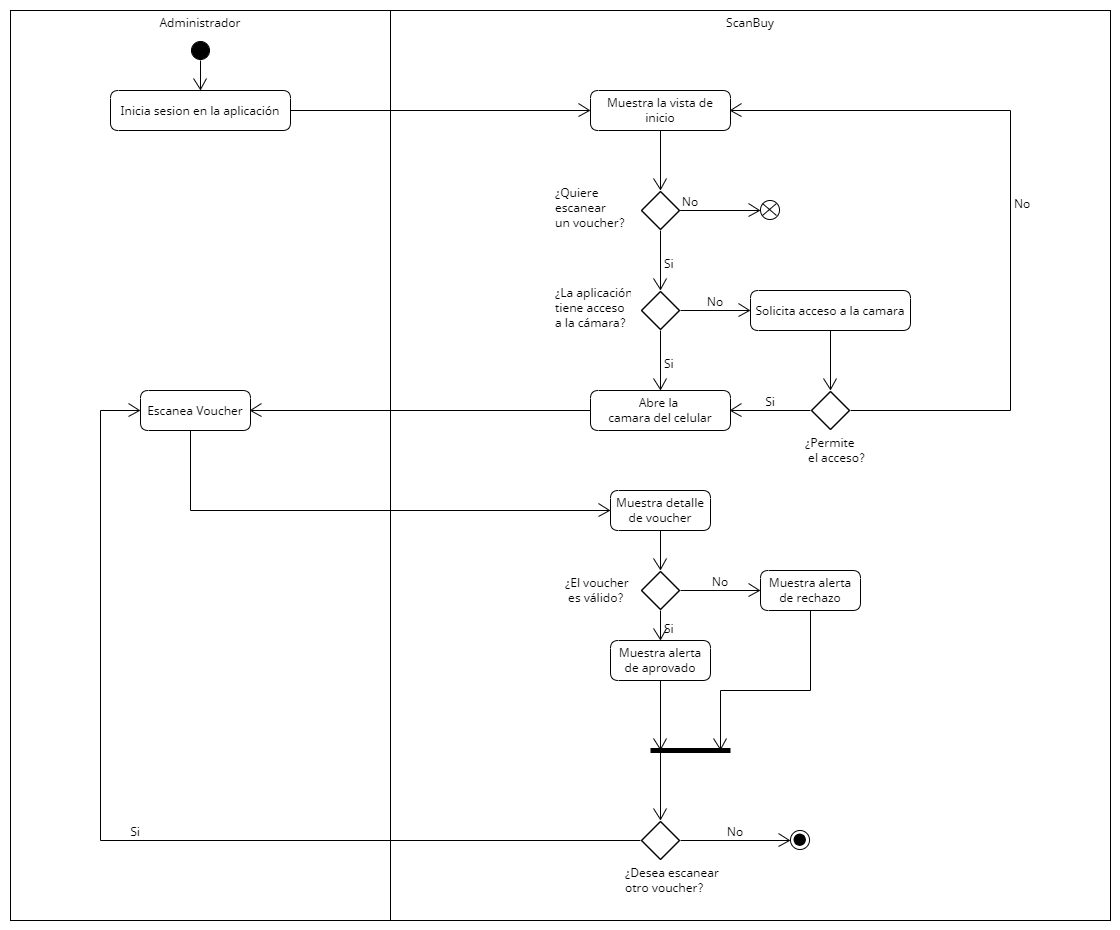 Administrador
ScanBuy
Inicia sesion en la aplicación
Muestra la vista de
inicio
¿Quiere
escanear
un voucher?
No
No
Si
¿La aplicación
tiene acceso
a la cámara?
No
Solicita acceso a la camara
Si
Escanea Voucher
Abre la
camara del celular
Si
¿Permite
el acceso?
Muestra detalle
de voucher
¿El voucher
es válido?
No
Muestra alerta
de rechazo
Si
Muestra alerta
de aprovado
Si
No
¿Desea escanear
otro voucher?